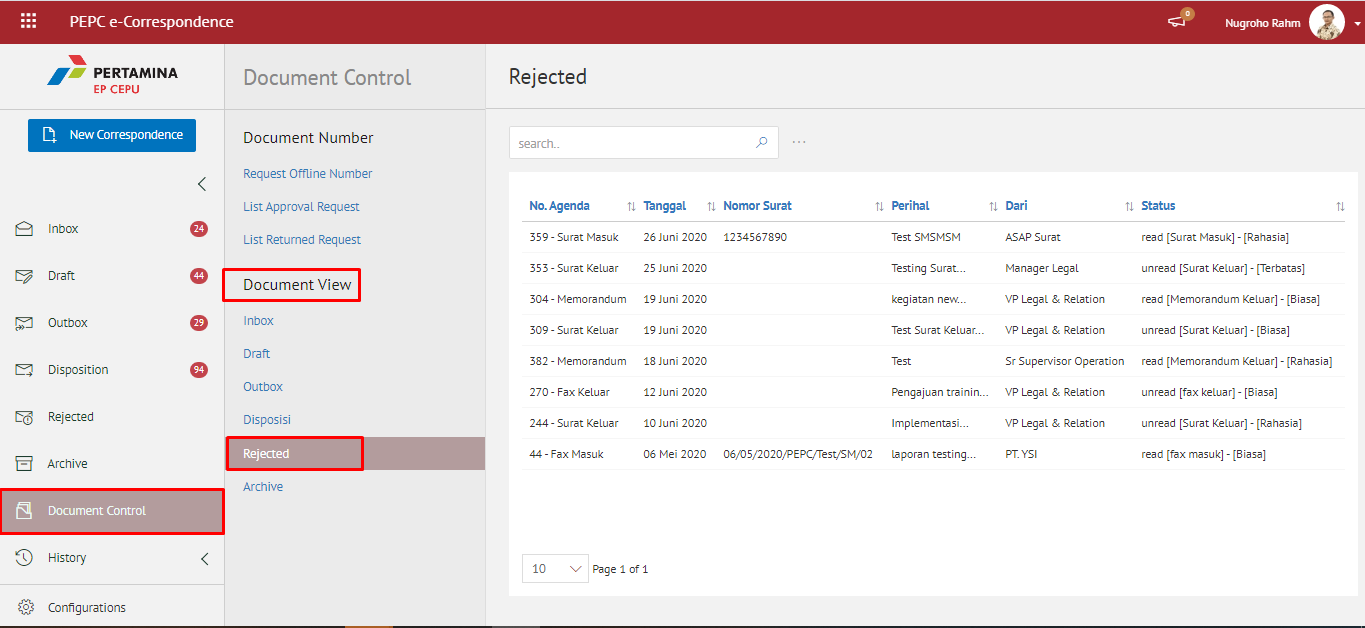 PEPC e-Correspondence
0
Nugroho Rahm
PERTAMINA
EP CEPU
New Correspondence
Inbox 24
Draft 44
Outbox 29
Disposition 94
Rejected
Archive
Document Control
History
Configurations
Document Control
Document Number
Request Offline Number
List Approval Request
List Returned Request
Document View
Inbox
Draft
Outbox
Disposisi
Rejected
Archive
Rejected
search..
...
No. Agenda Tanggal Nomor Surat Perihal Dari Status
359 - Surat Masuk 26 Juni 2020 1234567890 Test SMSMSM ASAP Surat read [Surat Masuk] - [Rahasia]
353 - Surat Keluar 25 Juni 2020 Testing Surat... Manager Legal unread [Surat Keluar] - [Terbatas]
304 - Memorandum 19 Juni 2020 kegiatan new... VP Legal & Relation read [Memorandum Keluar] - [Biasa]
309 - Surat Keluar 19 Juni 2020 Test Surat Keluar... VP Legal & Relation unread [Surat Keluar] - [Biasa]
382 - Memorandum 18 Juni 2020 Test Sr Supervisor Operation read [Memorandum Keluar] - [Rahasia]
270 - Fax Keluar 12 Juni 2020 Pengajuan trainin... VP Legal & Relation unread [fax keluar] - [Biasa]
244 - Surat Keluar 10 Juni 2020 Implementasi... VP Legal & Relation unread [Surat Keluar] - [Rahasia]
44 - Fax Masuk 06 Mei 2020 06/05/2020/PEPC/Test/SM/02 laporan testing... PT. YSI read [fax masuk] - [Biasa]
10 Page 1 of 1